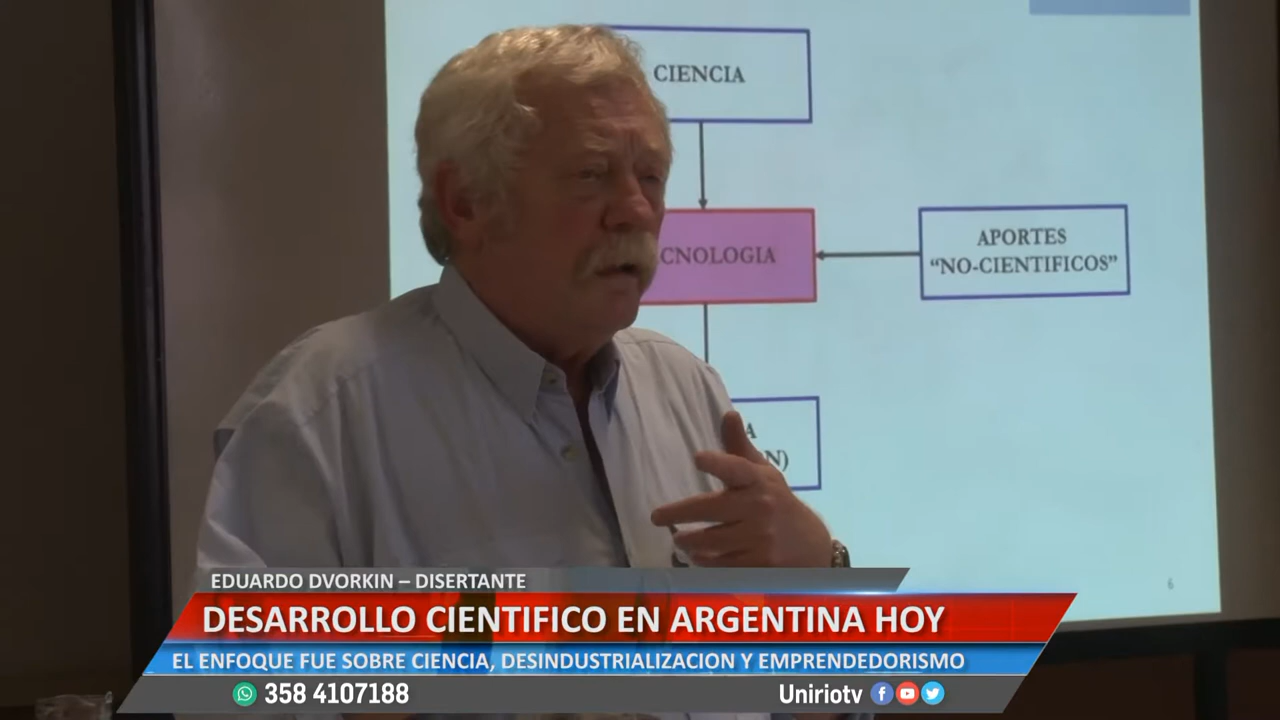 CIENCIA
APORTES
“NO-CIENTIFICOS”
6
EDUARDO DVORKIN – DISERTANTE
DESARROLLO CIENTIFICO EN ARGENTINA HOY
EL ENFOQUE FUE SOBRE CIENCIA, DESINDUSTRIALIZACION Y EMPRENDEDORISMO
358 4107188
Uniriotv